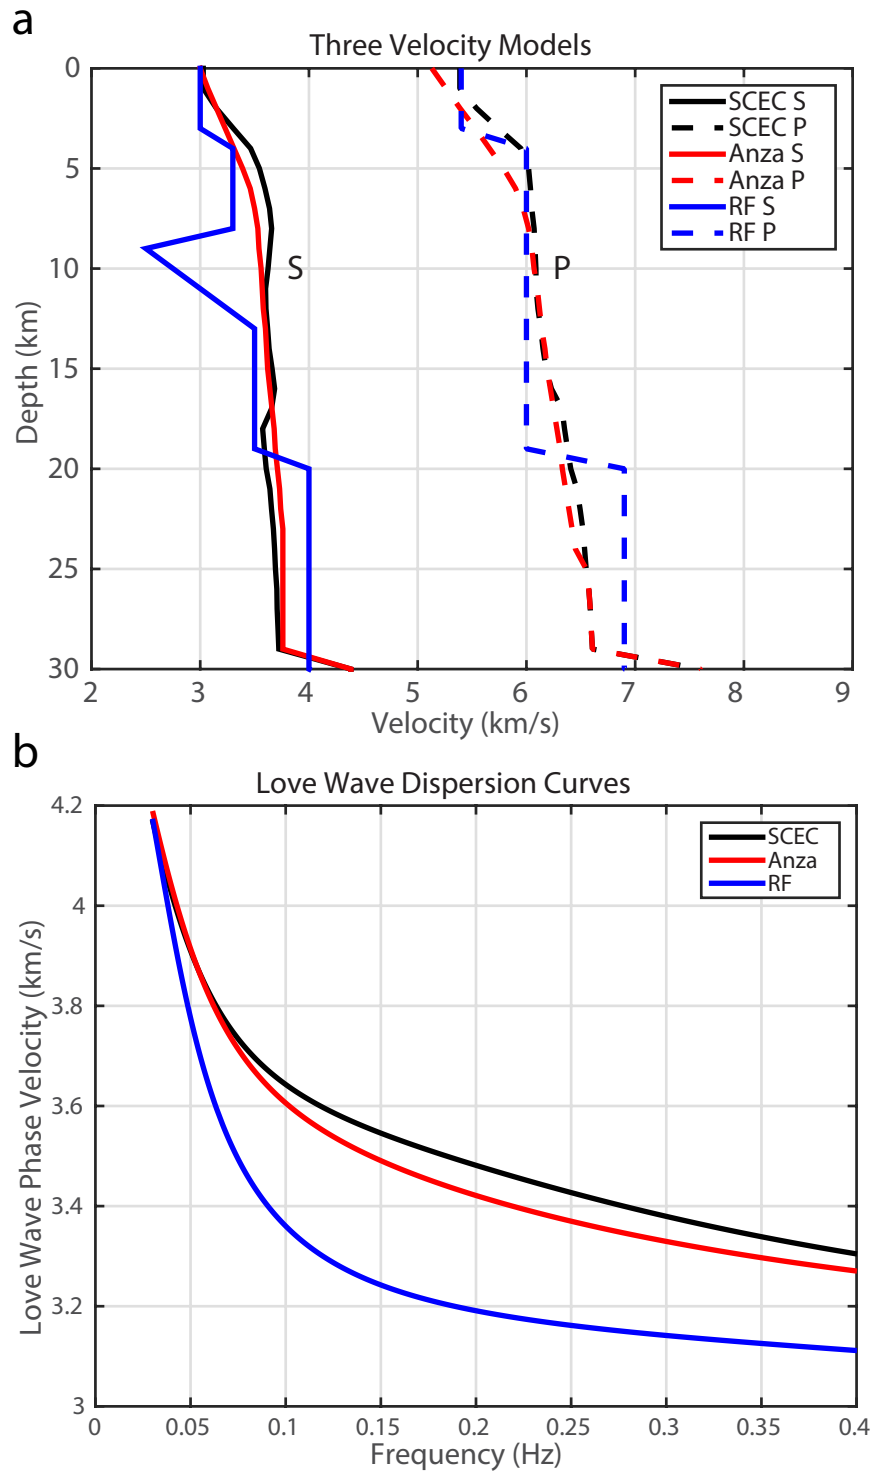 a
Three Velocity Models
0
5
10
15
20
25
30
Depth (km)
SCEC S
SCEC P
Anza S
Anza P
RF S
RF P
S
P
2
3
4
5
6
7
8
9
Velocity (km/s)
b
Love Wave Dispersion Curves
4.2
4
3.8
3.6
3.4
3.2
3
Love Wave Phase Velocity (km/s)
SCEC
Anza
RF
0
0.05
0.1
0.15
0.2
0.25
0.3
0.35
0.4
Frequency (Hz)